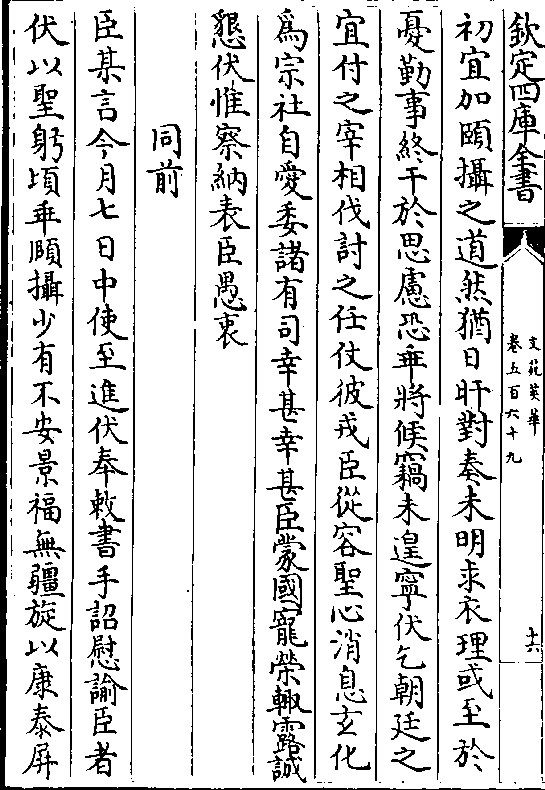 欽定四庫全書
文苑英華
卷五百六十九
十六
初宜加頤攝之道然猶日旰對奏未明求衣理或至於
憂勤事終干於思慮恐乖將候竊未遑寧伏乞朝廷之
宜付之宰相伐討之任仗彼戎臣從容聖心消息玄化
為宗社自愛委諸有司幸甚幸甚臣蒙國寵榮輙露誠
懇伏惟察納表臣愚衷
同前
臣某言今月七日中使至進伏奉敕書手詔慰諭臣者
伏以聖躬頃乖頤攝少有不安景福無疆旋以康泰屏